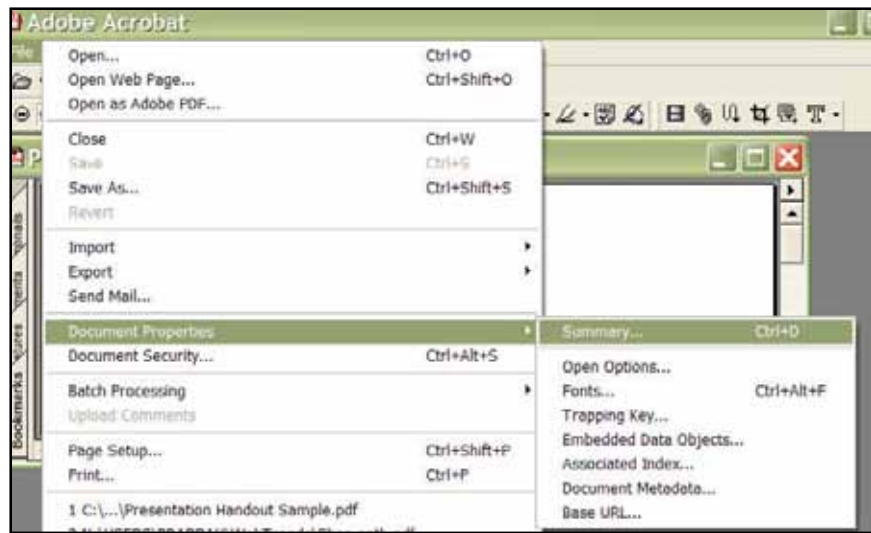 Adobe Acrobat
File
Open... Ctrl+O
Open Web Page... Ctrl+Shift+O
Open as Adobe PDF...
Close Ctrl+W
Save Ctrl+S
Save As... Ctrl+Shift+S
Revert
Import
Export
Send Mail...
Document Properties
Document Security... Ctrl+Alt+S
Batch Processing
Upload Comments
Page Setup... Ctrl+Shift+P
Print... Ctrl+P
1 C:\...\Presentation Handout Sample.pdf
Summary... Ctrl+D
Open Options...
Fonts... Ctrl+Alt+F
Trapping Key...
Embedded Data Objects...
Associated Index...
Document Metadata...
Base URL...
Bookmarks